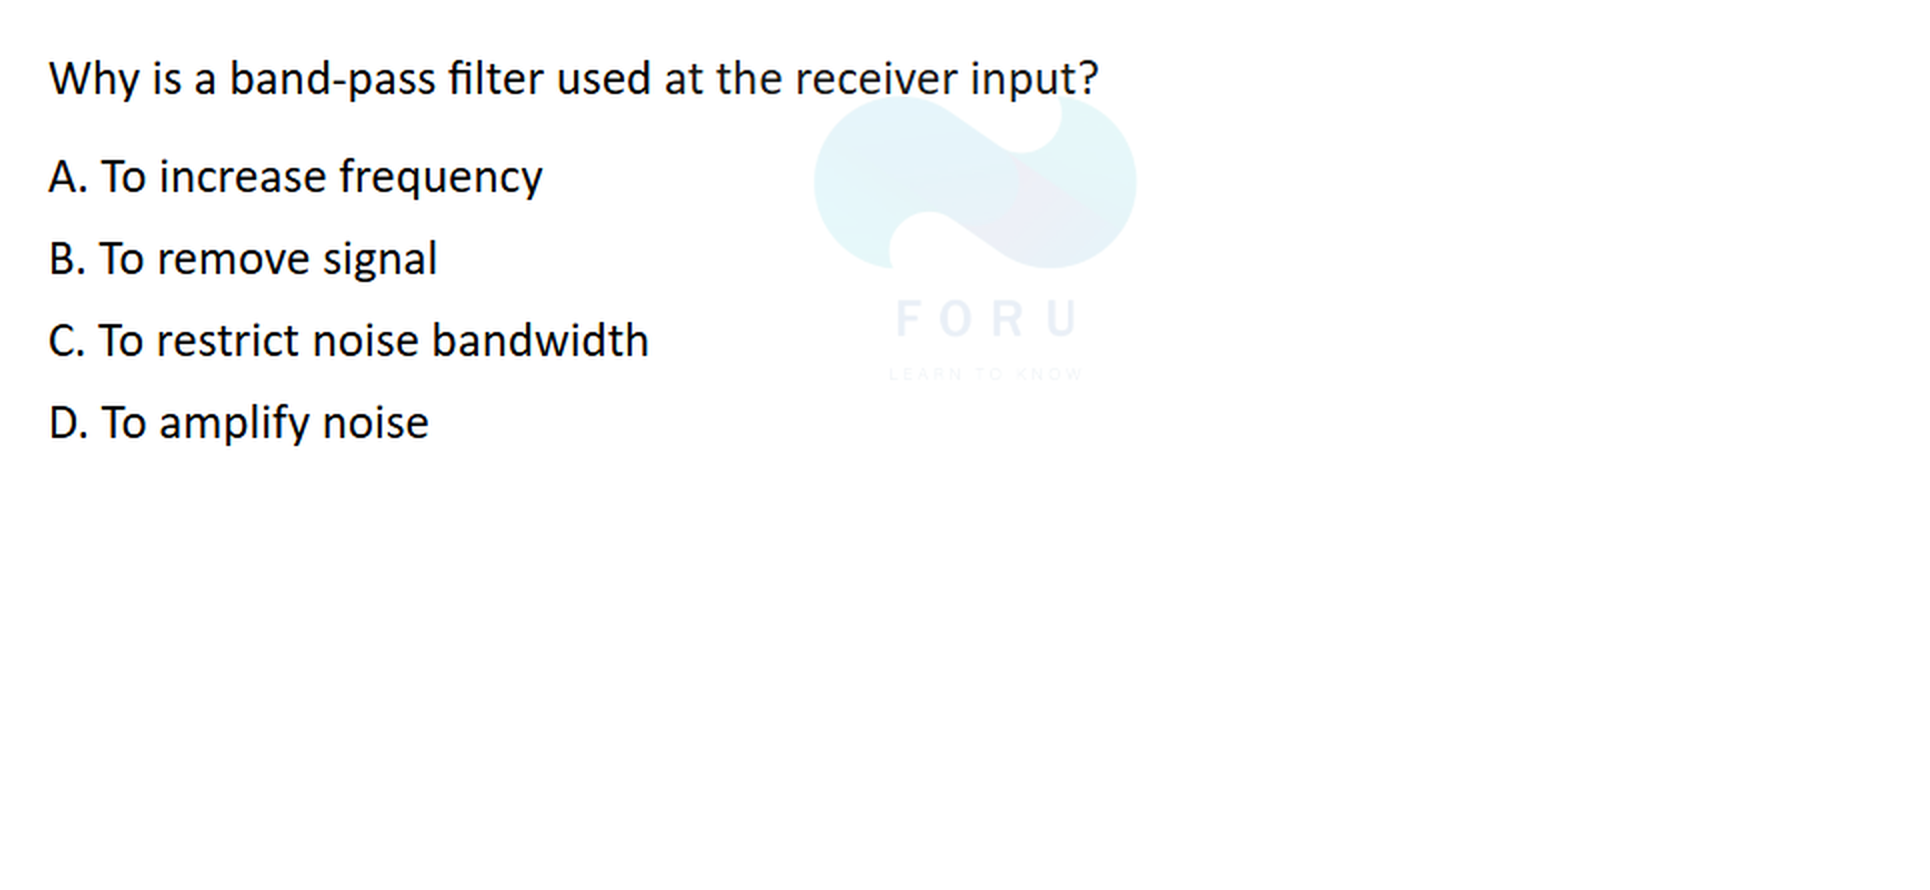 Why is a band-pass filter used at the receiver input?
A. To increase frequency
B. To remove signal
C. To restrict noise bandwidth
D. To amplify noise
FORU
LEARN TO KNOW